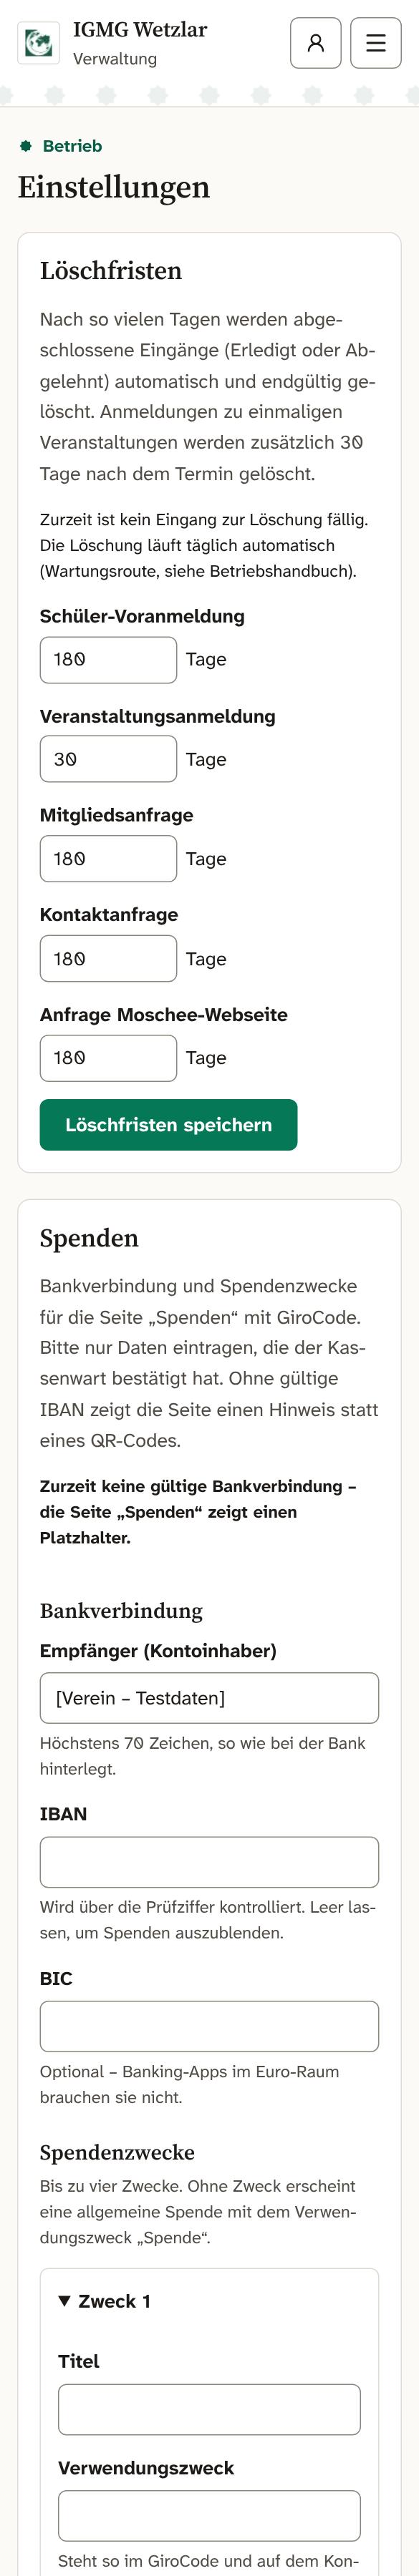 IGMG Wetzlar
Verwaltung
Betrieb
Einstellungen
Löschfristen
Nach so vielen Tagen werden abge-
schlossene Eingänge (Erledigt oder Ab-
gelehnt) automatisch und endgültig ge-
löscht. Anmeldungen zu einmaligen
Veranstaltungen werden zusätzlich 30
Tage nach dem Termin gelöscht.
Zurzeit ist kein Eingang zur Löschung fällig.
Die Löschung läuft täglich automatisch
(Wartungsroute, siehe Betriebshandbuch).
Schüler-Voranmeldung
180 Tage
Veranstaltungsanmeldung
30 Tage
Mitgliedsanfrage
180 Tage
Kontaktanfrage
180 Tage
Anfrage Moschee-Webseite
180 Tage
Löschfristen speichern
Spenden
Bankverbindung und Spendenzwecke
für die Seite „Spenden“ mit GiroCode.
Bitte nur Daten eintragen, die der Kas-
senwart bestätigt hat. Ohne gültige
IBAN zeigt die Seite einen Hinweis statt
eines QR-Codes.
Zurzeit keine gültige Bankverbindung –
die Seite „Spenden“ zeigt einen
Platzhalter.
Bankverbindung
Empfänger (Kontoinhaber)
[Verein – Testdaten]
Höchstens 70 Zeichen, so wie bei der Bank
hinterlegt.
IBAN
Wird über die Prüfziffer kontrolliert. Leer las-
sen, um Spenden auszublenden.
BIC
Optional – Banking-Apps im Euro-Raum
brauchen sie nicht.
Spendenzwecke
Bis zu vier Zwecke. Ohne Zweck erscheint
eine allgemeine Spende mit dem Verwen-
dungszweck „Spende“.
▼ Zweck 1
Titel
Verwendungszweck
Steht so im GiroCode und auf dem Kon-